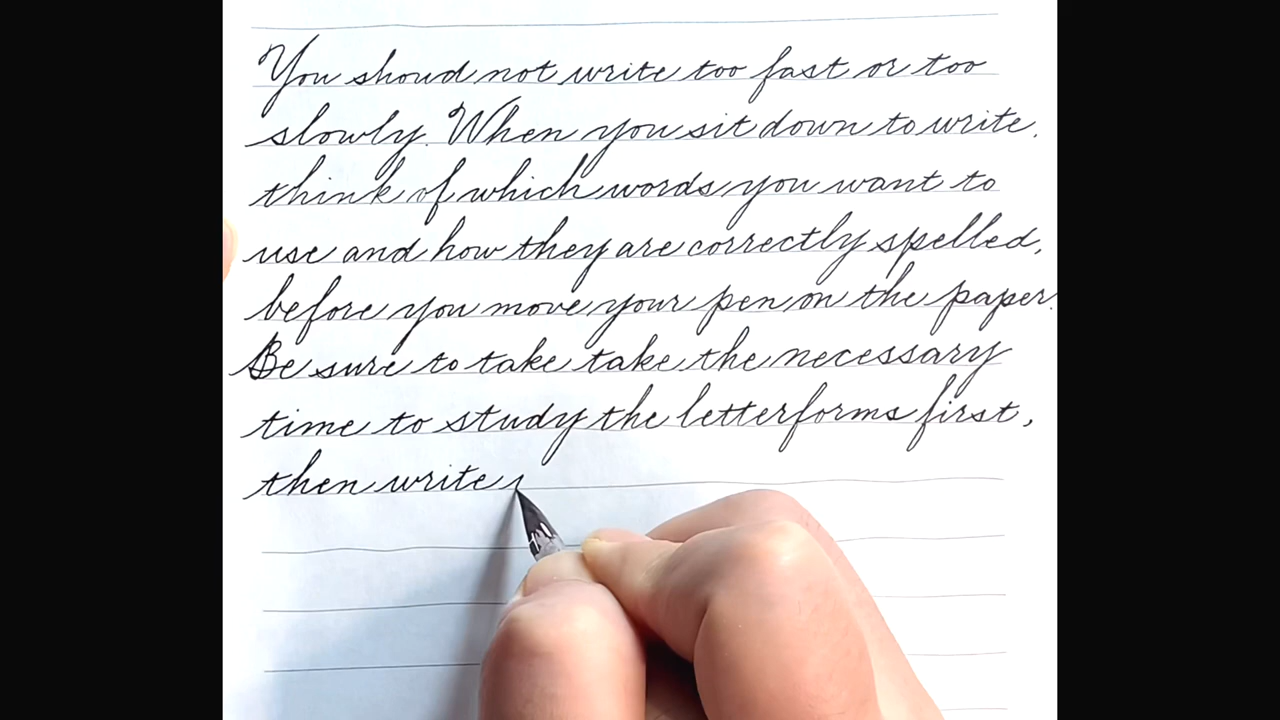 You shoud not write too fast or too
slowly. When you sit down to write,
think of which words you want to
use and how they are correctly spelled,
before you move your pen on the paper.
Be sure to take take the necessary
time to study the letterforms first,
then write